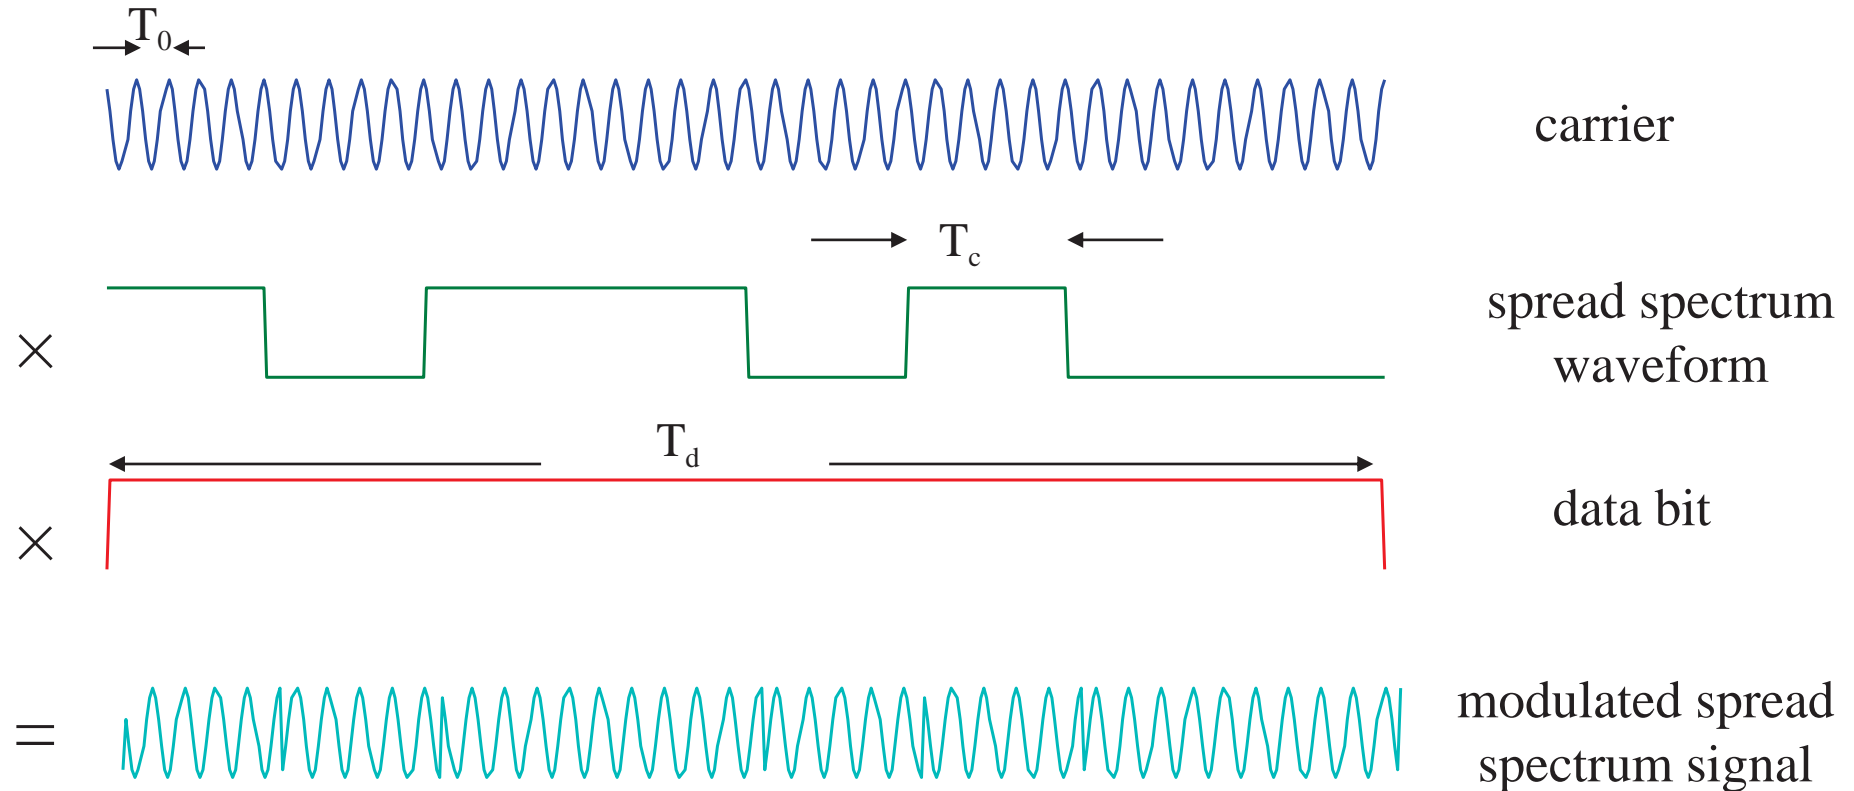 T0
carrier
Tc
spread spectrum
waveform
×
Td
data bit
×
modulated spread
spectrum signal
=